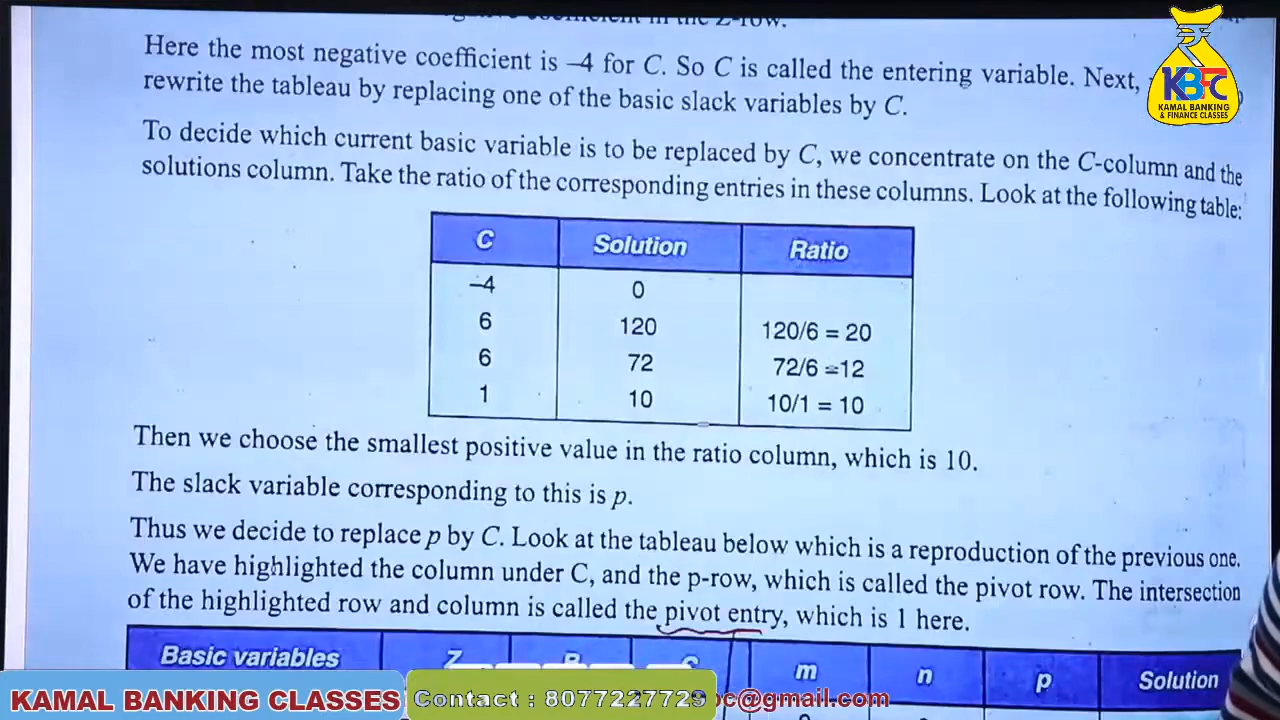 Here the most negative coefficient is –4 for C. So C is called the entering variable. Next,
rewrite the tableau by replacing one of the basic slack variables by C.
KBFC
KAMAL BANKING
& FINANCE CLASSES
To decide which current basic variable is to be replaced by C, we concentrate on the C-column and the
solutions column. Take the ratio of the corresponding entries in these columns. Look at the following table:
C Solution Ratio
–4 0
6 120 120/6 = 20
6 72 72/6 = 12
1 10 10/1 = 10
Then we choose the smallest positive value in the ratio column, which is 10.
The slack variable corresponding to this is p.
Thus we decide to replace p by C. Look at the tableau below which is a reproduction of the previous one.
We have highlighted the column under C, and the p-row, which is called the pivot row. The intersection
of the highlighted row and column is called the pivot entry, which is 1 here.
Basic variables Z B C m n p Solution
KAMAL BANKING CLASSES
Contact : 8077227729
@gmail.com